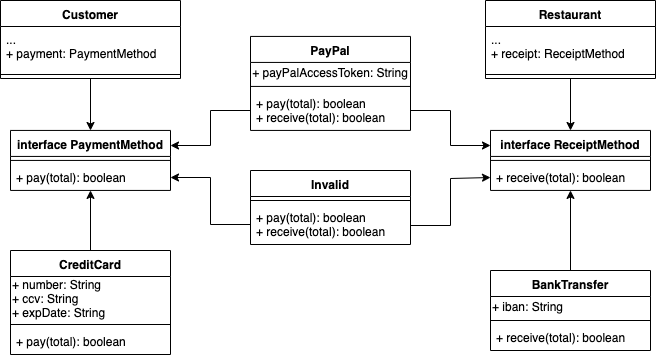 Customer
...
+ payment: PaymentMethod
PayPal
+ payPalAccessToken: String
+ pay(total): boolean
+ receive(total): boolean
Restaurant
...
+ receipt: ReceiptMethod
interface PaymentMethod
+ pay(total): boolean
Invalid
+ pay(total): boolean
+ receive(total): boolean
interface ReceiptMethod
+ receive(total): boolean
CreditCard
+ number: String
+ ccv: String
+ expDate: String
+ pay(total): boolean
BankTransfer
+ iban: String
+ receive(total): boolean